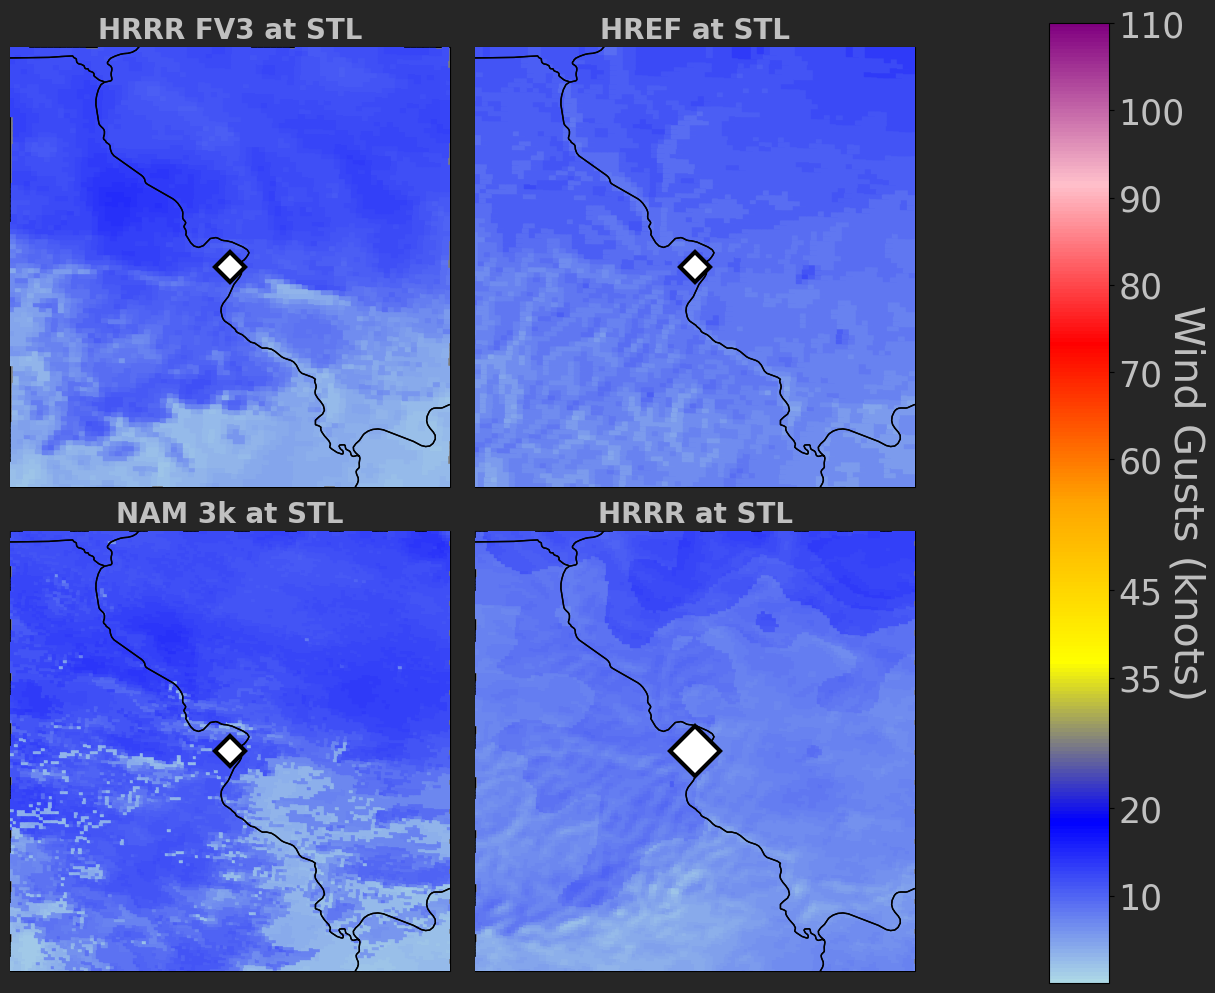 HRRR FV3 at STL
HREF at STL
NAM 3k at STL
HRRR at STL
110
100
90
80
70
60
45
35
20
10
Wind Gusts (knots)